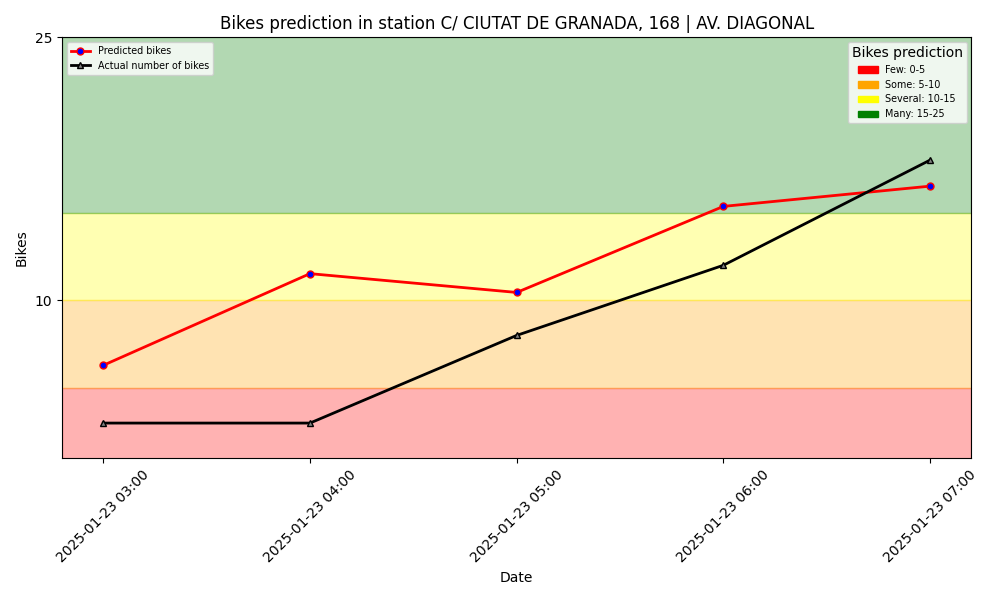 Bikes prediction in station C/ CIUTAT DE GRANADA, 168 | AV. DIAGONAL
25
Predicted bikes
Actual number of bikes
Bikes prediction
Few: 0-5
Some: 5-10
Several: 10-15
Many: 15-25
Bikes
10
2025-01-23 03:00
2025-01-23 04:00
2025-01-23 05:00
2025-01-23 06:00
2025-01-23 07:00
Date